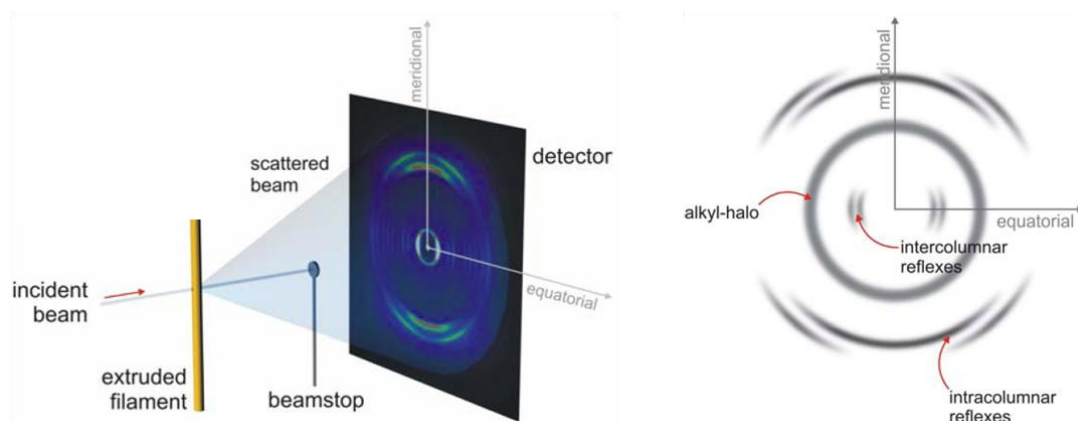 meridional
scattered
beam
detector
incident
beam
equatorial
extruded
filament
beamstop
meridional
alkyl-halo
equatorial
intercolumnar
reflexes
intracolumnar
reflexes